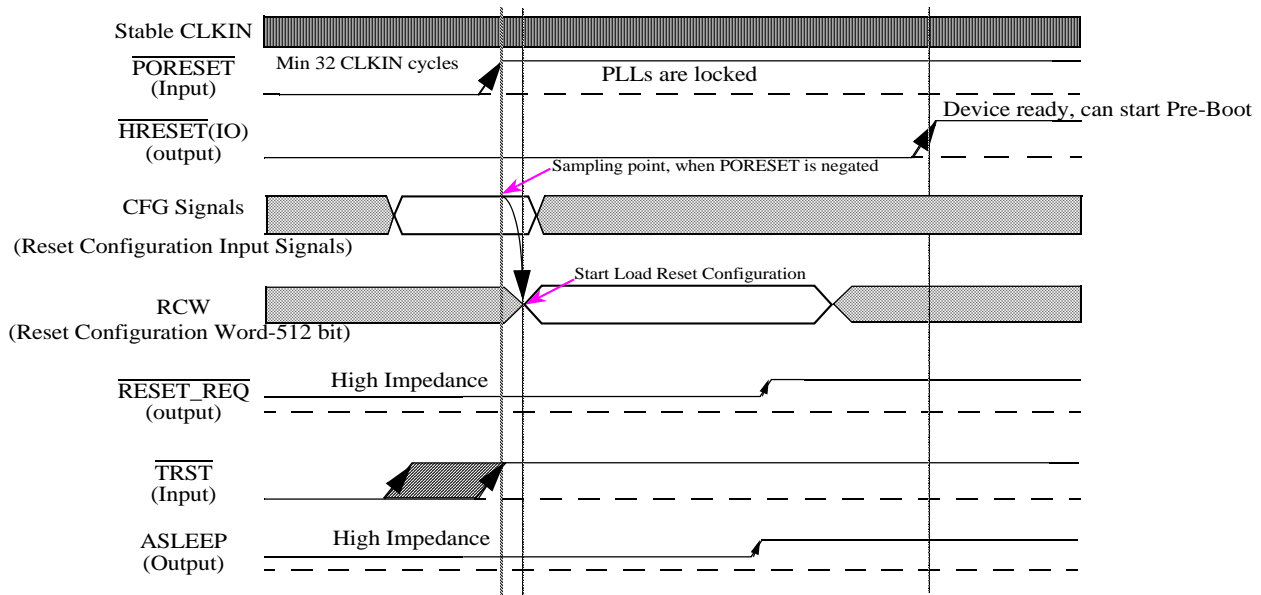 Stable CLKIN
PORESET
(Input)
Min 32 CLKIN cycles
PLLs are locked
HRESET(IO)
(output)
Device ready, can start Pre-Boot
Sampling point, when PORESET is negated
CFG Signals
(Reset Configuration Input Signals)
Start Load Reset Configuration
RCW
(Reset Configuration Word-512 bit)
RESET_REQ
(output)
High Impedance
TRST
(Input)
ASLEEP
(Output)
High Impedance